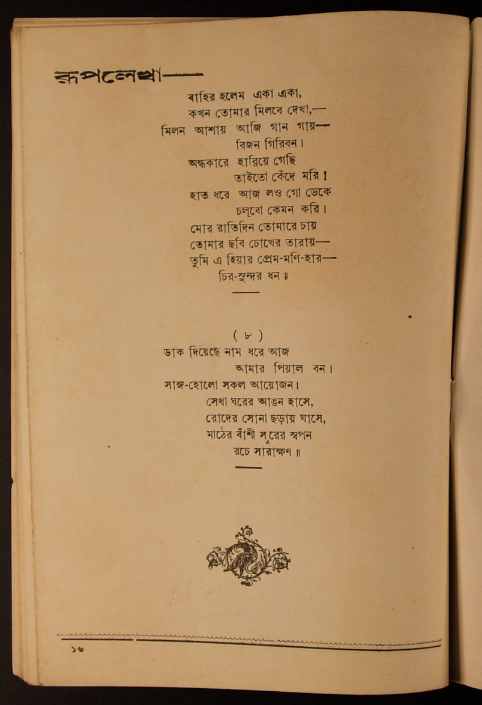 রূপলেখা—
বাহির হলেম একা একা,
কখন তোমার মিলবে দেখা,—
মিলন আশায় আজি গান গায়—
বিজন গিরিবন।
অন্ধকারে হারিয়ে গেছি
তাইতো কেঁদে মরি!
হাত ধরে আজ লও গো ডেকে
চল্‌বো কেমন করি।
মোর রাতিদিন তোমারে চায়
তোমার ছবি চোখের তারায়—
তুমি এ হিয়ার প্রেম-মণি-হার—
চির-সুন্দর ধন॥
( ৮ )
ডাক দিয়েছে নাম ধরে আজ
আমার পিয়াল বন।
সাঙ্গ-হোলো সকল আয়োজন।
সেথা ঘরের আঙন হাসে,
রোদের সোনা ছড়ায় ঘাসে,
মাঠের বাঁশী সুরের স্বপন
রচে সারাক্ষণ॥
১৬